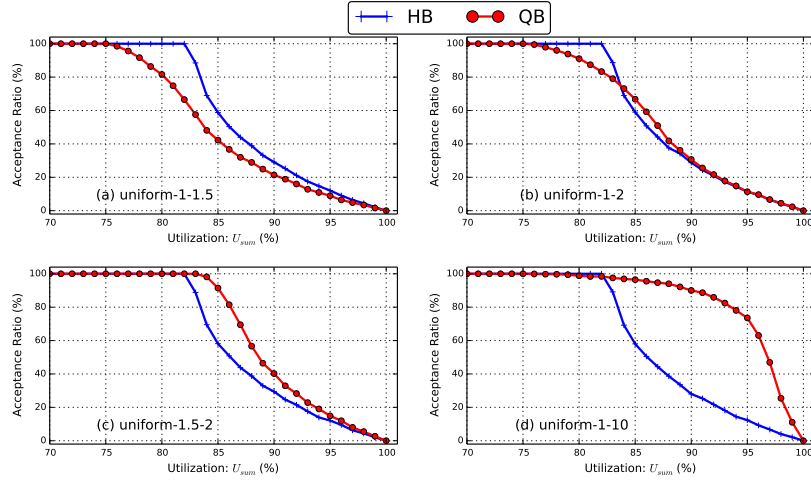 HB QB
100
80
60
40
20
0
Acceptance Ratio (%)
(a) uniform-1-1.5
70 75 80 85 90 95 100
Utilization: Usum (%)
100
80
60
40
20
0
Acceptance Ratio (%)
(b) uniform-1-2
70 75 80 85 90 95 100
Utilization: Usum (%)
100
80
60
40
20
0
Acceptance Ratio (%)
(c) uniform-1.5-2
70 75 80 85 90 95 100
Utilization: Usum (%)
100
80
60
40
20
0
Acceptance Ratio (%)
(d) uniform-1-10
70 75 80 85 90 95 100
Utilization: Usum (%)